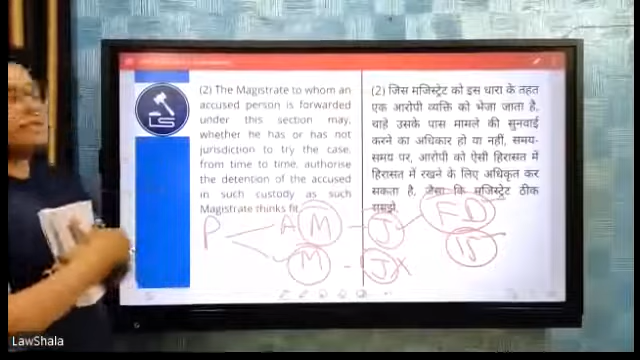 (2) The Magistrate to whom an
accused person is forwarded
under this section may,
whether he has or has not
jurisdiction to try the case,
from time to time, authorise
the detention of the accused
in such custody as such
Magistrate thinks fit
(2) जिस मजिस्ट्रेट को इस धारा के तहत
एक आरोपी व्यक्ति को भेजा जाता है,
चाहे उसके पास मामले की सुनवाई
करने का अधिकार हो या नहीं, समय-
समय पर, आरोपी को ऐसी हिरासत में
हिरासत में रखने के लिए अधिकृत कर
सकता है, जैसा कि मजिस्ट्रेट ठीक
समझे.
LS
P A M - J FD
15
M - J X
LawShala